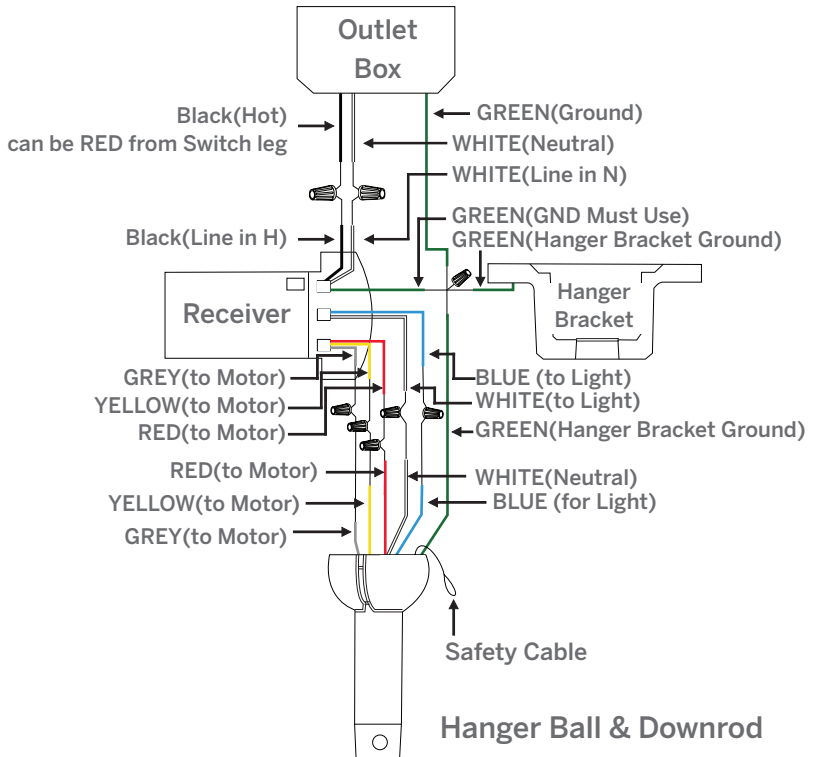 Outlet
Box
Black(Hot)
can be RED from Switch leg
GREEN(Ground)
WHITE(Neutral)
WHITE(Line in N)
GREEN(GND Must Use)
Black(Line in H)
GREEN(Hanger Bracket Ground)
Receiver
Hanger
Bracket
GREY(to Motor)
YELLOW(to Motor)
RED(to Motor)
BLUE (to Light)
WHITE(to Light)
GREEN(Hanger Bracket Ground)
RED(to Motor)
YELLOW(to Motor)
GREY(to Motor)
WHITE(Neutral)
BLUE (for Light)
Safety Cable
Hanger Ball & Downrod